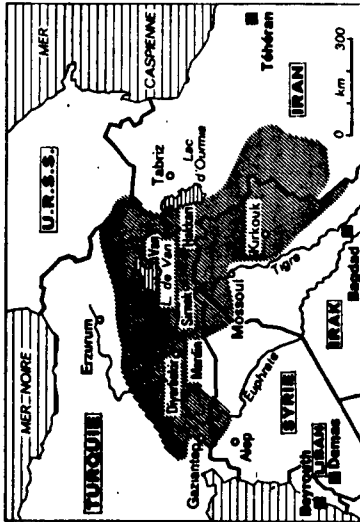 MER NOIRE
U.R.S.S.
MER
CASPIENNE
TURQUIE
Erzurum
Tabriz
Lac
d'Ourmia
Téhéran
Van
L. de Van
Diyarbakir
Mardin
Sirnak
Hakkari
Gaziantep
Alep
Mossoul
Kirkouk
IRAN
Euphrate
Tigre
SYRIE
IRAK
Beyrouth
LIBAN
Damas
Bagdad
0 km 300